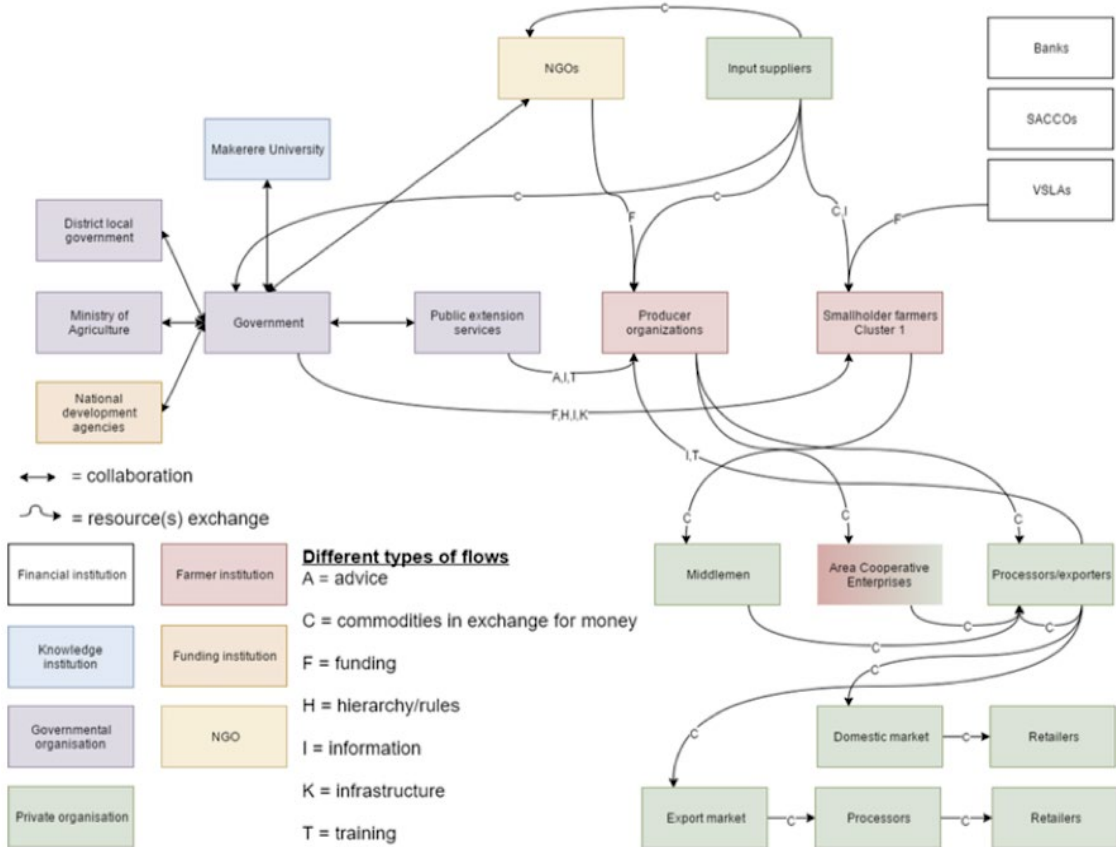 C
NGOs
Input suppliers
Banks
SACCOs
VSLAs
Makerere University
District local
government
C
C
C,I
F
F
Ministry of
Agriculture
Government
Public extension
services
Producer
organizations
Smallholder farmers
Cluster 1
National
development
agencies
A,I,T
F,H,I,K
I,T
= collaboration
= resource(s) exchange
C
C
C
Financial institution
Farmer institution
Knowledge
institution
Funding institution
Governmental
organisation
NGO
Private organisation
Different types of flows
A = advice
C = commodities in exchange for money
F = funding
H = hierarchy/rules
I = information
K = infrastructure
T = training
Middlemen
Area Cooperative
Enterprises
Processors/exporters
C
C
C
C
C
Domestic market
C
Retailers
Export market
C
Processors
C
Retailers